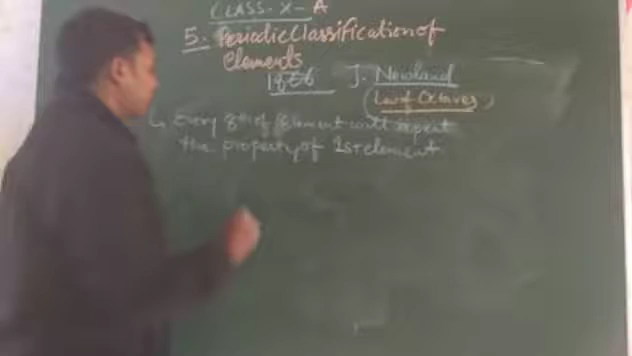 CLASS-X-A
5. Periodic Classification of
Elements
1866 J. Newland
(Law of Octaves)
Every 8th of Element will repeat
the property of 1st element